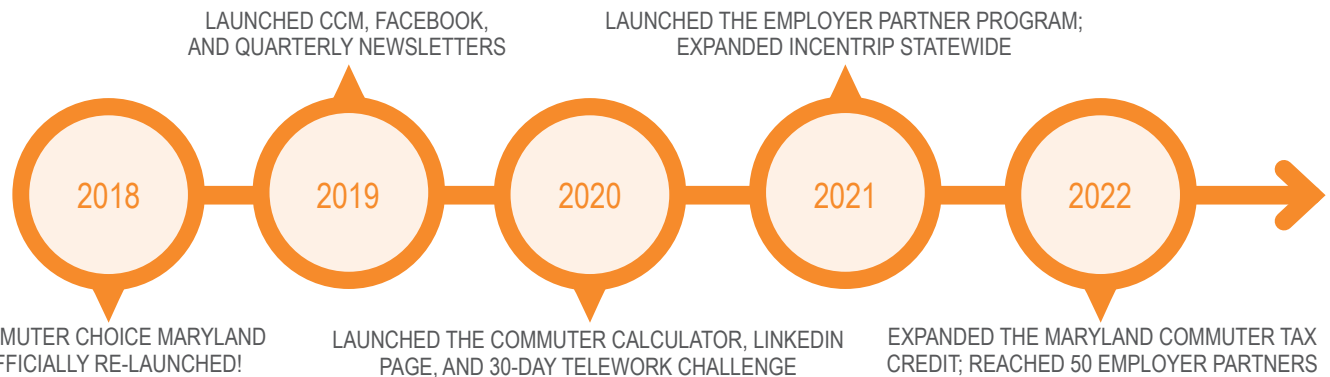 LAUNCHED CCM, FACEBOOK,
AND QUARTERLY NEWSLETTERS
LAUNCHED THE EMPLOYER PARTNER PROGRAM;
EXPANDED INCENTRIP STATEWIDE
2018
2019
2020
2021
2022
MUTER CHOICE MARYLAND
FFICIALLY RE-LAUNCHED!
LAUNCHED THE COMMUTER CALCULATOR, LINKEDIN
PAGE, AND 30-DAY TELEWORK CHALLENGE
EXPANDED THE MARYLAND COMMUTER TAX
CREDIT; REACHED 50 EMPLOYER PARTNERS